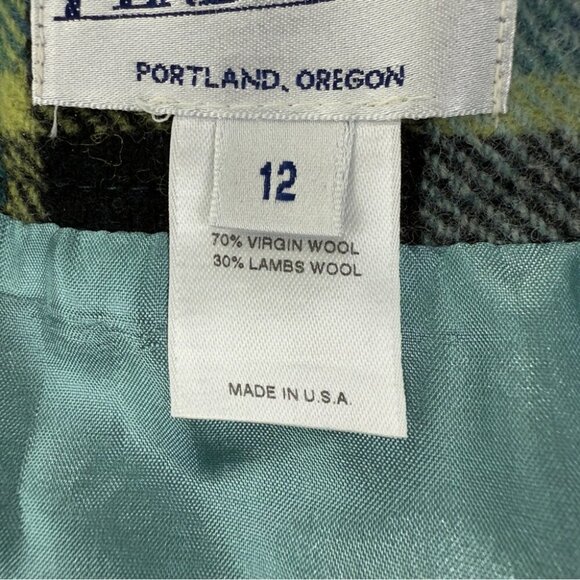 PORTLAND, OREGON
12
70% VIRGIN WOOL
30% LAMBS WOOL
MADE IN U.S.A.